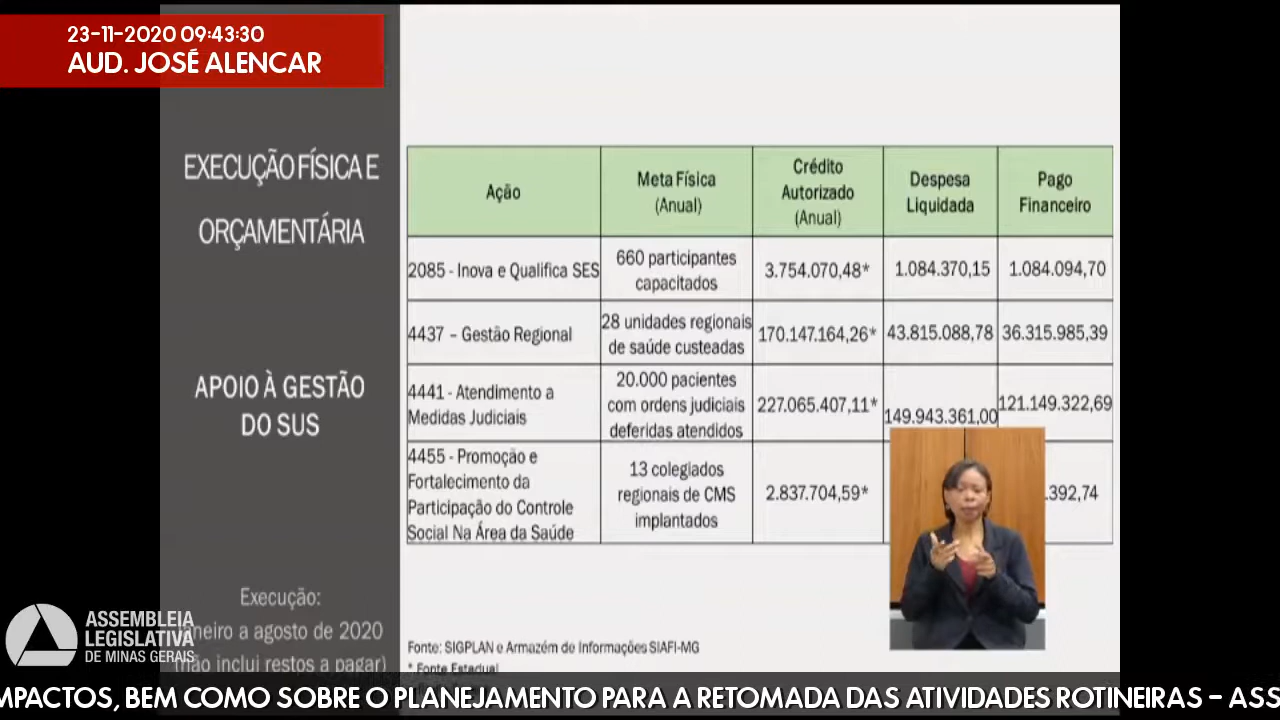 23-11-2020 09:43:30
AUD. JOSÉ ALENCAR
EXECUÇÃO FÍSICA E
ORÇAMENTÁRIA
APOIO À GESTÃO
DO SUS
Execução:
janeiro a agosto de 2020
(não inclui restos a pagar)
Ação
Meta Física
(Anual)
Crédito
Autorizado
(Anual)
Despesa
Liquidada
Pago
Financeiro
2085 - Inova e Qualifica SES
660 participantes
capacitados
3.754.070,48*
1.084.370,15
1.084.094,70
4437 – Gestão Regional
28 unidades regionais
de saúde custeadas
170.147.164,26*
43.815.088,78
36.315.985,39
4441 - Atendimento a
Medidas Judiciais
20.000 pacientes
com ordens judiciais
deferidas atendidos
227.065.407,11*
149.943.361,00
121.149.322,69
4455 - Promoção e
Fortalecimento da
Participação do Controle
Social Na Área da Saúde
13 colegiados
regionais de CMS
implantados
2.837.704,59*
.392,74
Fonte: SIGPLAN e Armazém de Informações SIAFI-MG
* Fonte Estadual
ASSEMBLEIA
LEGISLATIVA
DE MINAS GERAIS
MPACTOS, BEM COMO SOBRE O PLANEJAMENTO PARA A RETOMADA DAS ATIVIDADES ROTINEIRAS – ASS